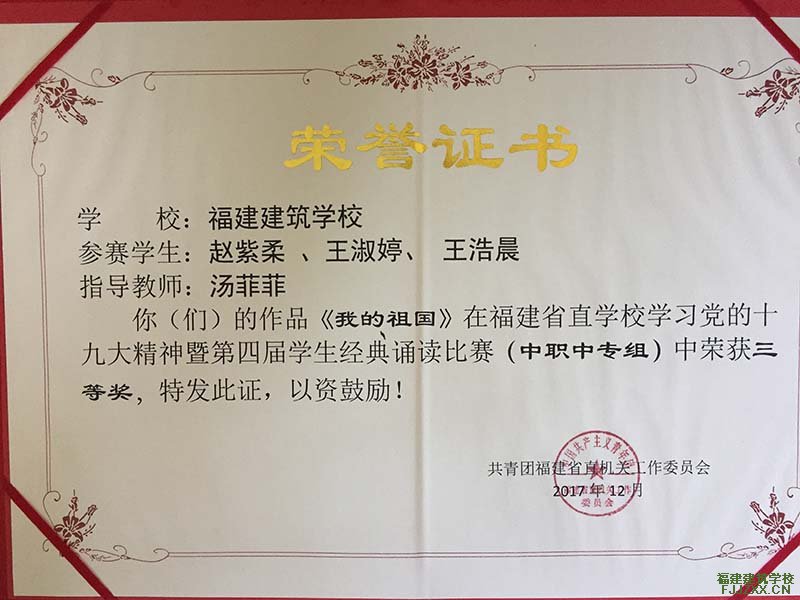 荣誉证书
学 校：福建建筑学校
参赛学生：赵紫柔 、王淑婷、 王浩晨
指导教师：汤菲菲
你（们）的作品《我的祖国》在福建省直学校学习党的十
九大精神暨第四届学生经典诵读比赛（中职中专组）中荣获三
等奖，特发此证，以资鼓励！
共青团福建省直机关工作委员会
2017年12月
委员会
福建建筑学校